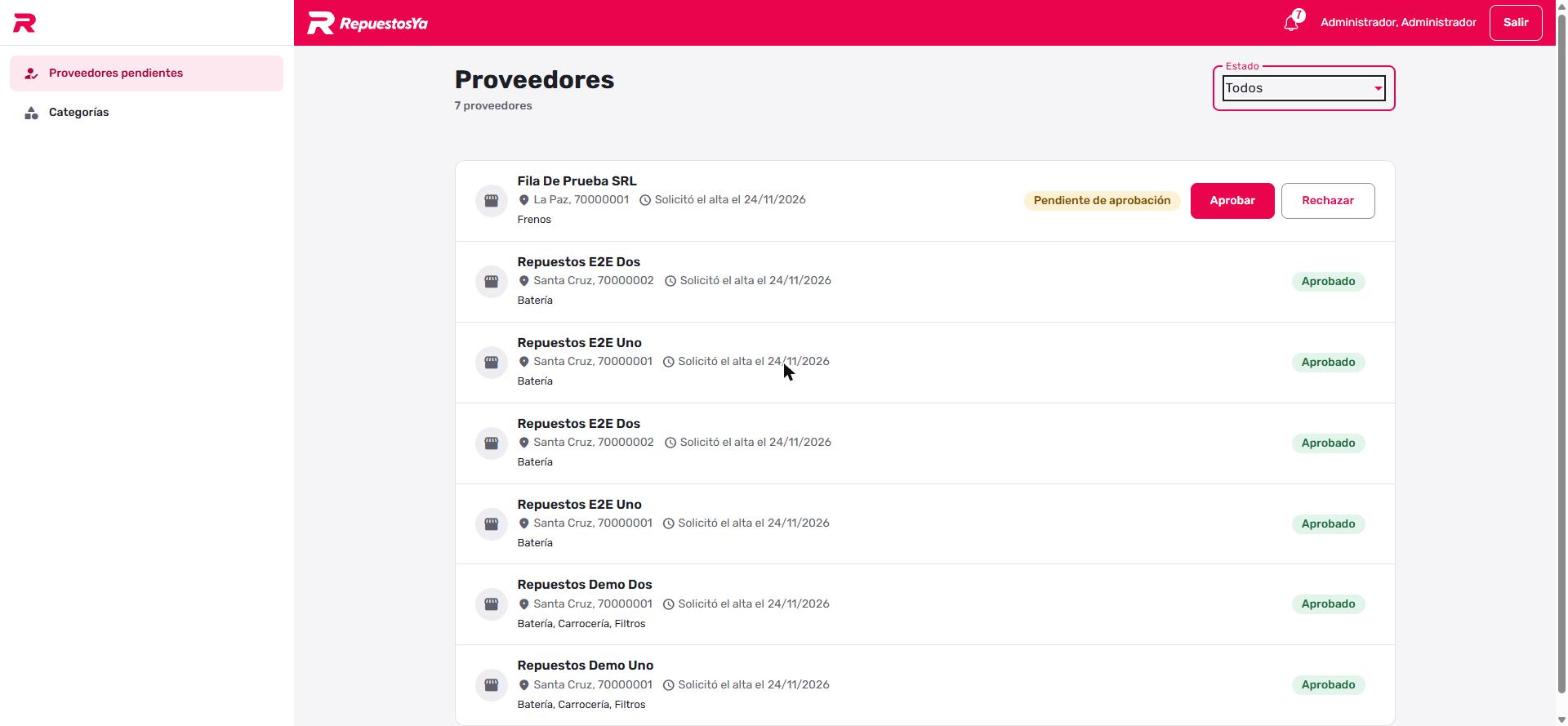 RepuestosYa
7
Administrador, Administrador
Salir
Proveedores pendientes
Categorías
Proveedores
7 proveedores
Estado
Todos
Fila De Prueba SRL
La Paz, 70000001 Solicitó el alta el 24/11/2026
Frenos
Pendiente de aprobación
Aprobar
Rechazar
Repuestos E2E Dos
Santa Cruz, 70000002 Solicitó el alta el 24/11/2026
Batería
Aprobado
Repuestos E2E Uno
Santa Cruz, 70000001 Solicitó el alta el 24/11/2026
Batería
Aprobado
Repuestos E2E Dos
Santa Cruz, 70000002 Solicitó el alta el 24/11/2026
Batería
Aprobado
Repuestos E2E Uno
Santa Cruz, 70000001 Solicitó el alta el 24/11/2026
Batería
Aprobado
Repuestos Demo Dos
Santa Cruz, 70000001 Solicitó el alta el 24/11/2026
Batería, Carrocería, Filtros
Aprobado
Repuestos Demo Uno
Santa Cruz, 70000001 Solicitó el alta el 24/11/2026
Batería, Carrocería, Filtros
Aprobado